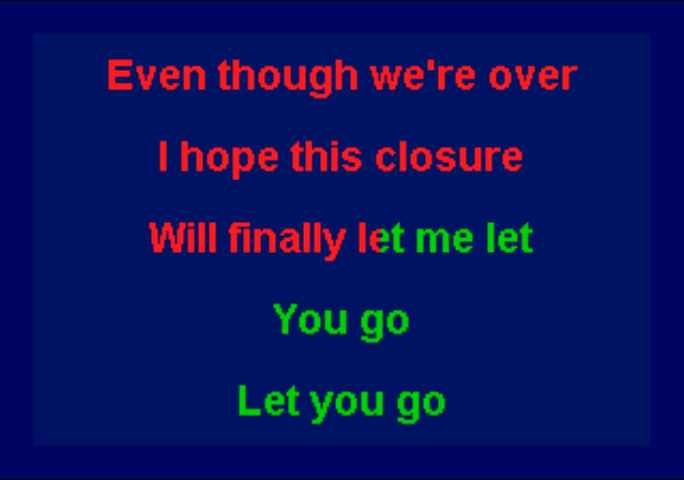 Even though we're over
I hope this closure
Will finally let me let
You go
Let you go